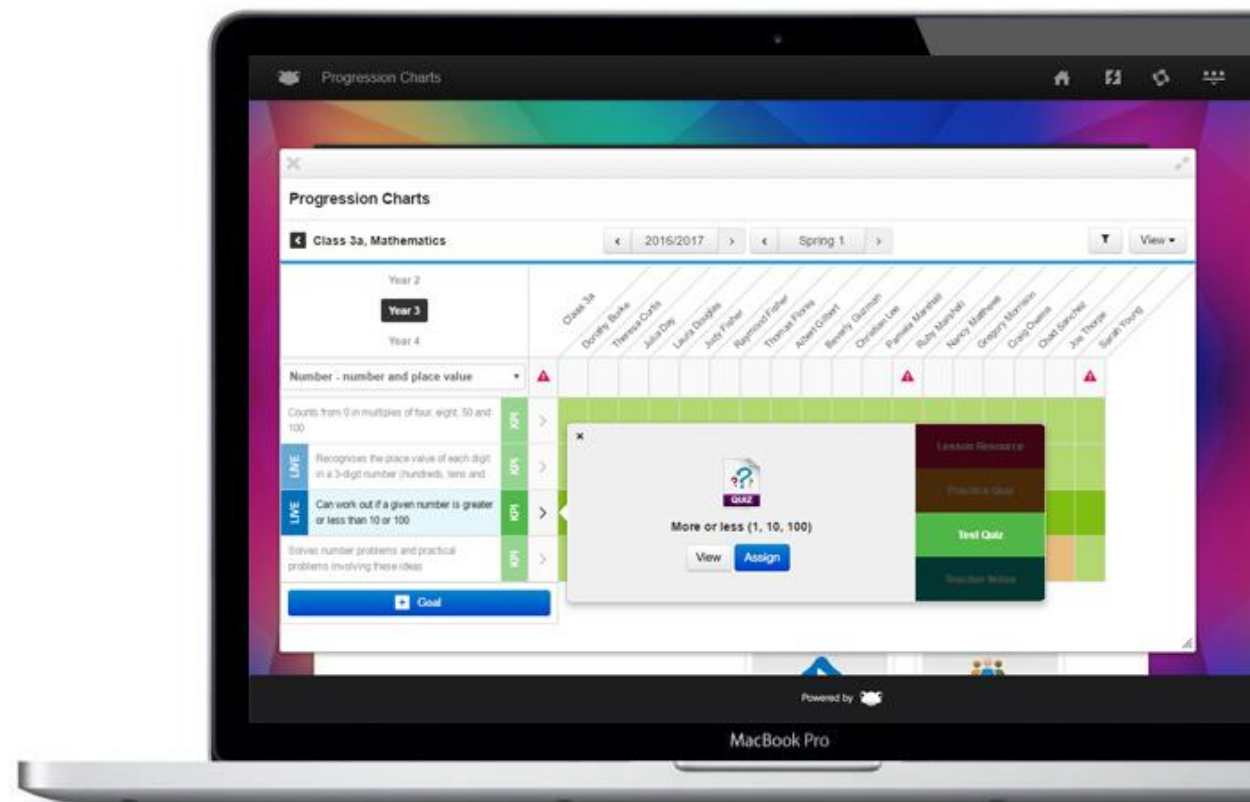 Progression Charts
Progression Charts
Class 3a, Mathematics
2016/2017
Spring 1
View
Year 2
Year 3
Year 4
Class 3a
Dorothy Burke
Theresa Curtis
Julia Day
Laura Douglas
Judy Fisher
Raymond Fisher
Thomas Flores
Albert Gilbert
Beverly Guzman
Christian Lee
Pamela Marshall
Ruby Marshall
Nancy Matthews
Gregory Morrison
Craig Owens
Chad Sanchez
Joe Thorpe
Sarah Young
Number - number and place value
Counts from 0 in multiples of four, eight, 50 and
100
KPI
LIVE
Recognises the place value of each digit
in a 3-digit number (hundreds, tens and
KPI
LIVE
Can work out if a given number is greater
or less than 10 or 100
KPI
Solves number problems and practical
problems involving these ideas
KPI
Goal
???
QUIZ
More or less (1, 10, 100)
View
Assign
Lesson Resource
Practice Quiz
Test Quiz
Teacher Notes
Powered by
MacBook Pro